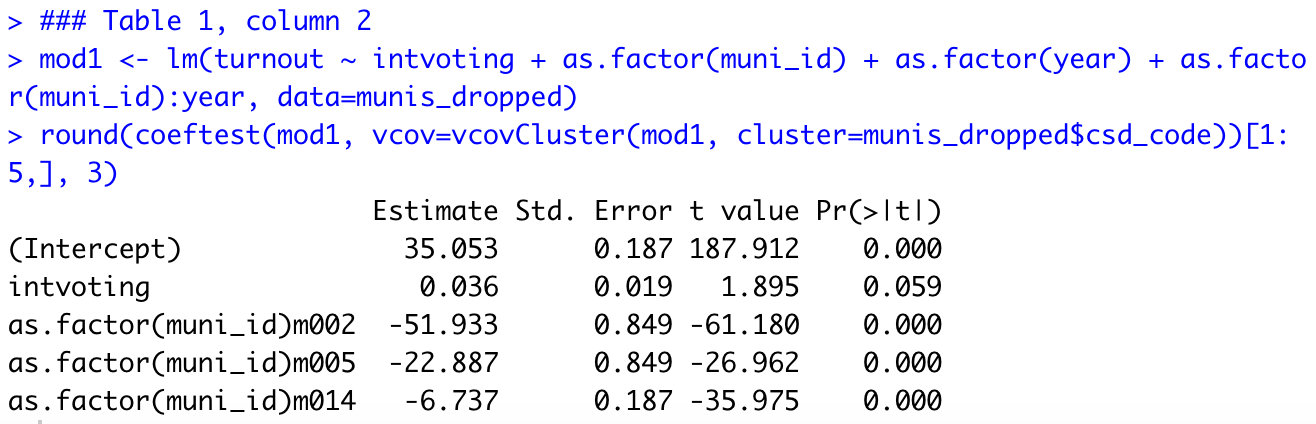 > ### Table 1, column 2
> mod1 <- lm(turnout ~ intvoting + as.factor(muni_id) + as.factor(year) + as.facto
r(muni_id):year, data=munis_dropped)
> round(coeftest(mod1, vcov=vcovCluster(mod1, cluster=munis_dropped$csd_code))[1:
5,], 3)
Estimate Std. Error t value Pr(>|t|)
(Intercept) 35.053 0.187 187.912 0.000
intvoting 0.036 0.019 1.895 0.059
as.factor(muni_id)m002 -51.933 0.849 -61.180 0.000
as.factor(muni_id)m005 -22.887 0.849 -26.962 0.000
as.factor(muni_id)m014 -6.737 0.187 -35.975 0.000